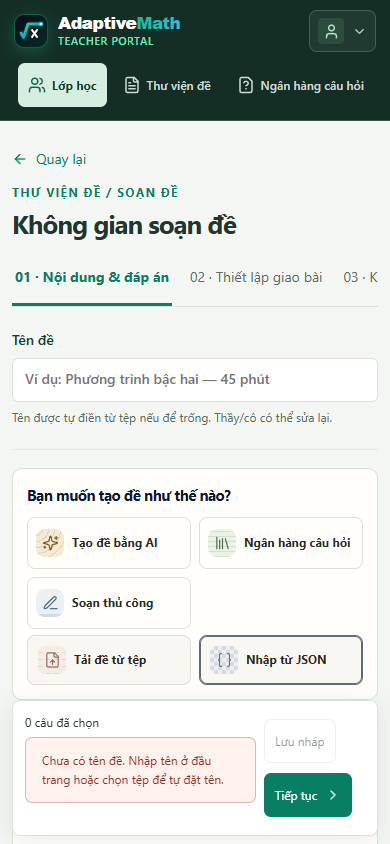 AdaptiveMath
TEACHER PORTAL
Lớp học
Thư viện đề
Ngân hàng câu hỏi
Quay lại
THƯ VIỆN ĐỀ / SOẠN ĐỀ
Không gian soạn đề
01 · Nội dung & đáp án
02 · Thiết lập giao bài
03 · K
Tên đề
Ví dụ: Phương trình bậc hai — 45 phút
Tên được tự điền từ tệp nếu để trống. Thầy/cô có thể sửa lại.
Bạn muốn tạo đề như thế nào?
Tạo đề bằng AI
Ngân hàng câu hỏi
Soạn thủ công
Tải đề từ tệp
Nhập từ JSON
0 câu đã chọn
Chưa có tên đề. Nhập tên ở đầu
trang hoặc chọn tệp để tự đặt tên.
Lưu nháp
Tiếp tục